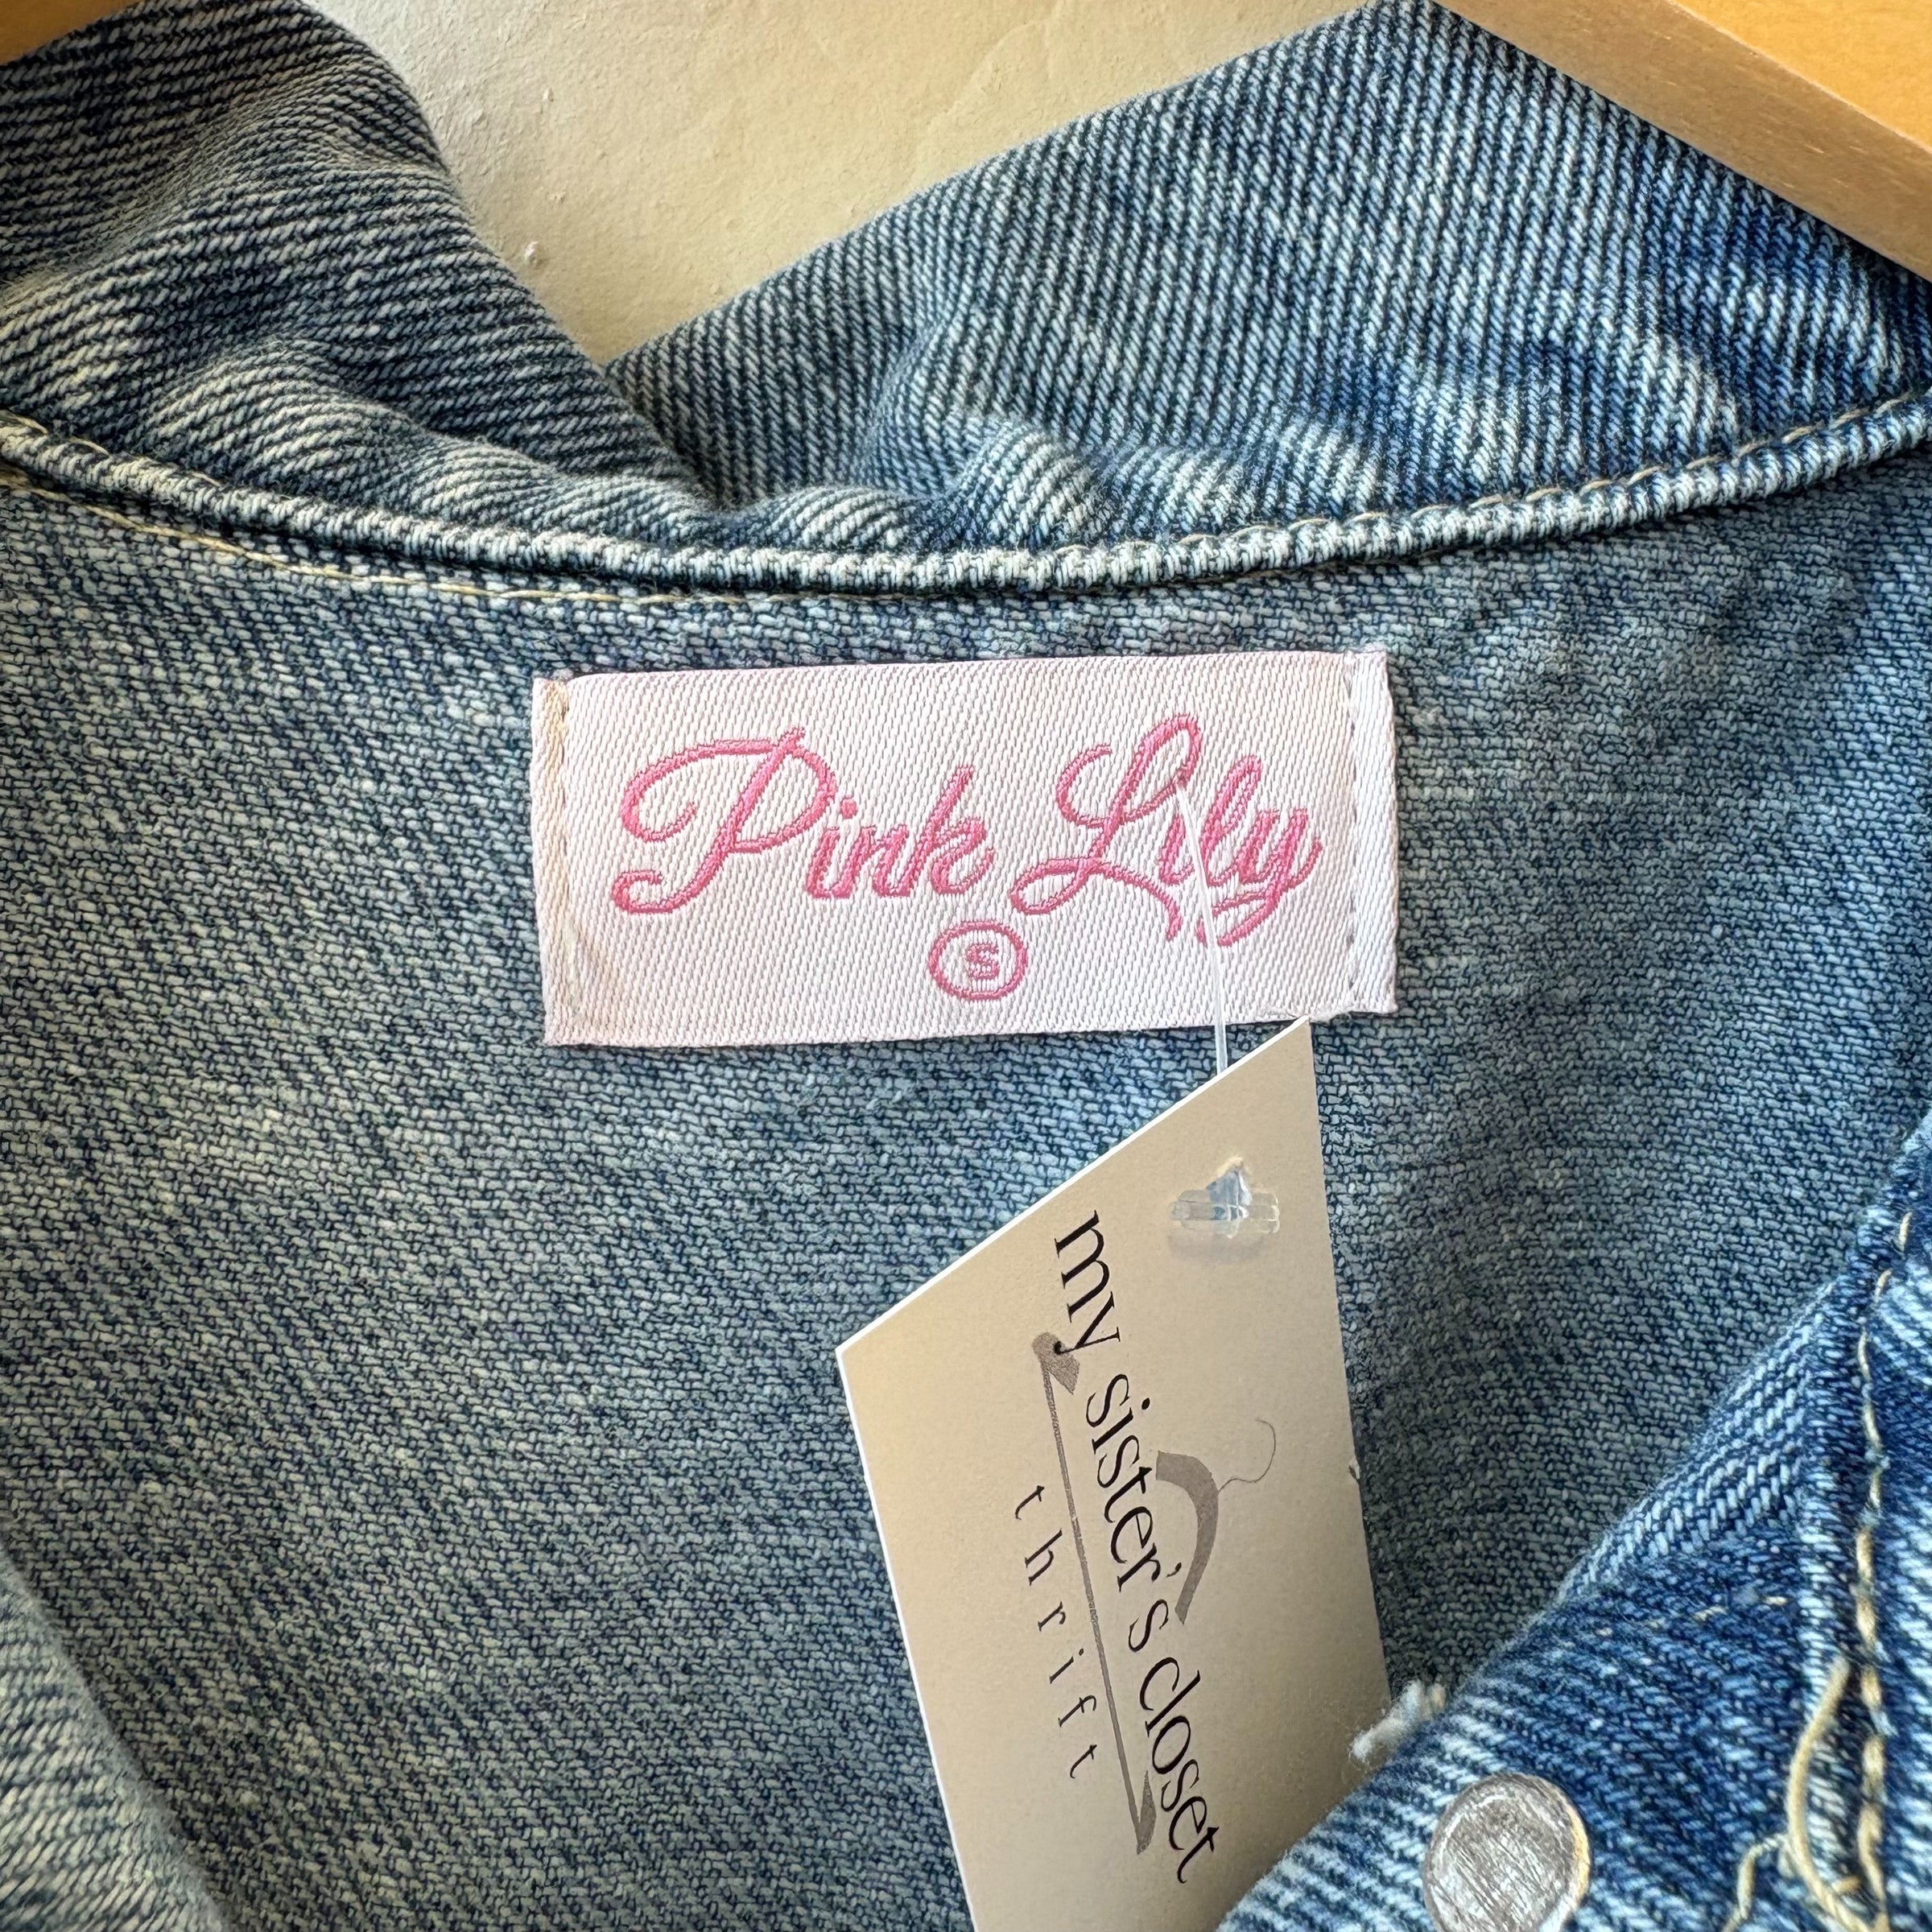 Pink Lily
S
my sister's closet
thrift